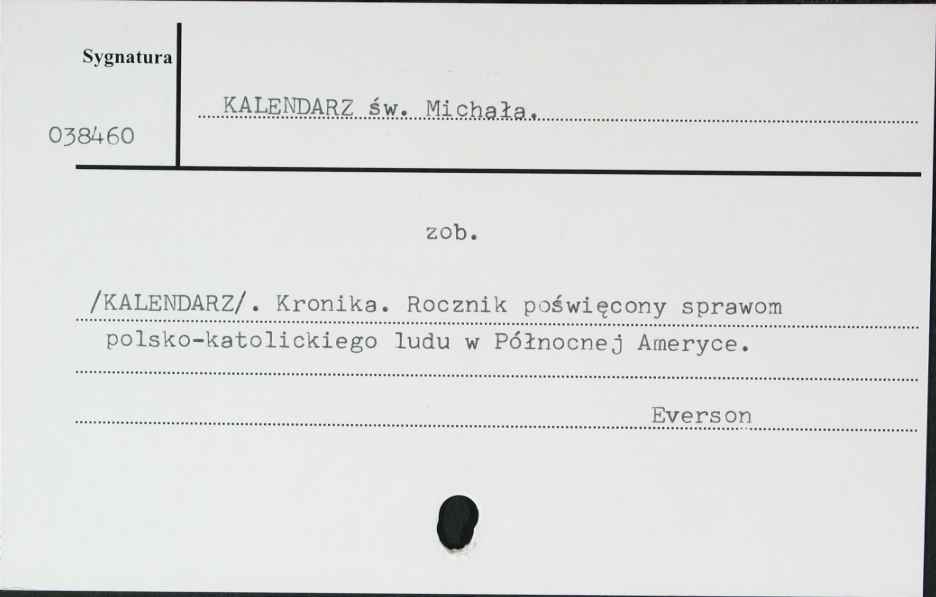 Sygnatura
KALENDARZ św. Michała.
038460
zob.
/KALENDARZ/. Kronika. Rocznik poświęcony sprawom
polsko-katolickiego ludu w Północnej Ameryce.
Everson